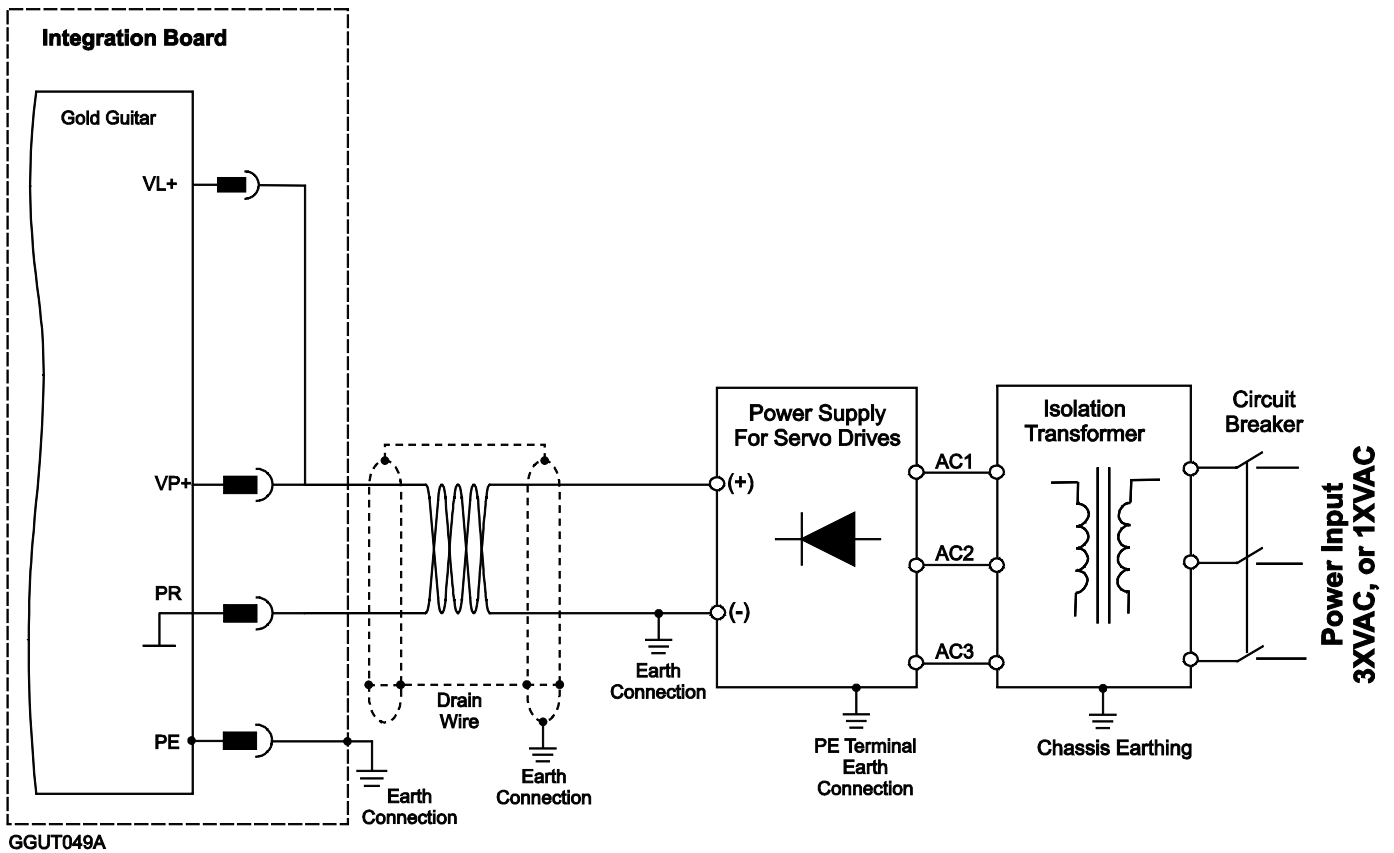 Integration Board
Gold Guitar
VL+
VP+
PR
PE
Drain
Wire
Earth
Connection
Earth
Connection
Earth
Connection
Power Supply
For Servo Drives
(+)
(-)
PE Terminal
Earth
Connection
AC1
AC2
AC3
Isolation
Transformer
Chassis Earthing
Circuit
Breaker
Power Input
3XVAC, or 1XVAC
GGUT049A